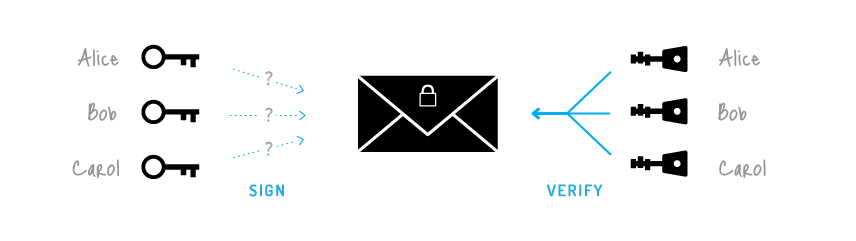 Alice
?
Alice
Bob
?
Bob
Carol
?
Carol
SIGN
VERIFY